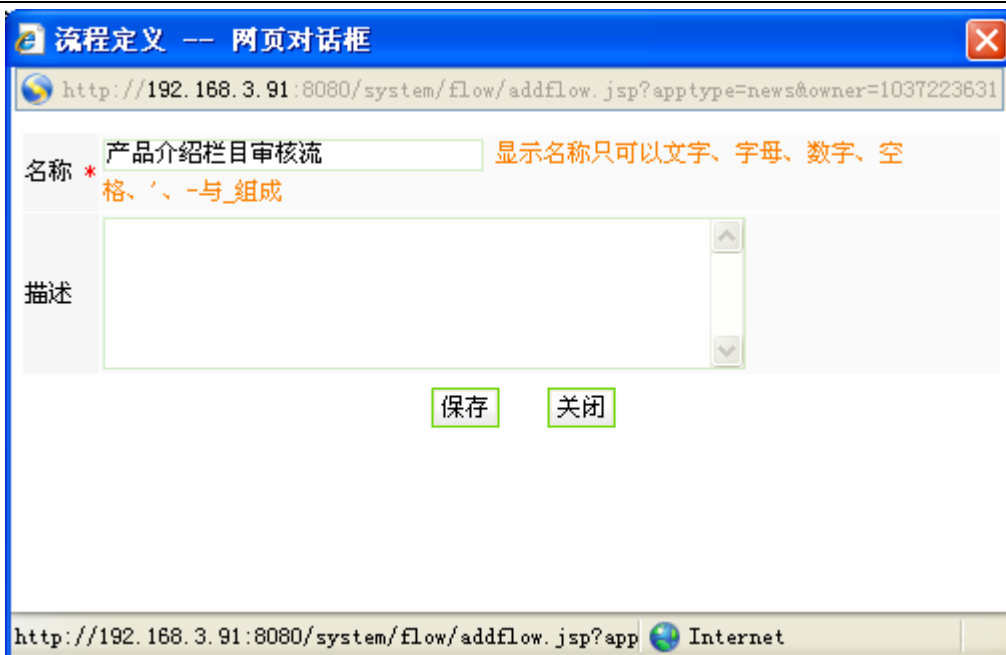 流程定义 -- 网页对话框
http://192.168.3.91:8080/system/flow/addflow.jsp?apptype=news&owner=1037223631
名称 * 产品介绍栏目审核流 显示名称只可以文字、字母、数字、空
格、'、-与_组成
描述
保存 关闭
http://192.168.3.91:8080/system/flow/addflow.jsp?app Internet